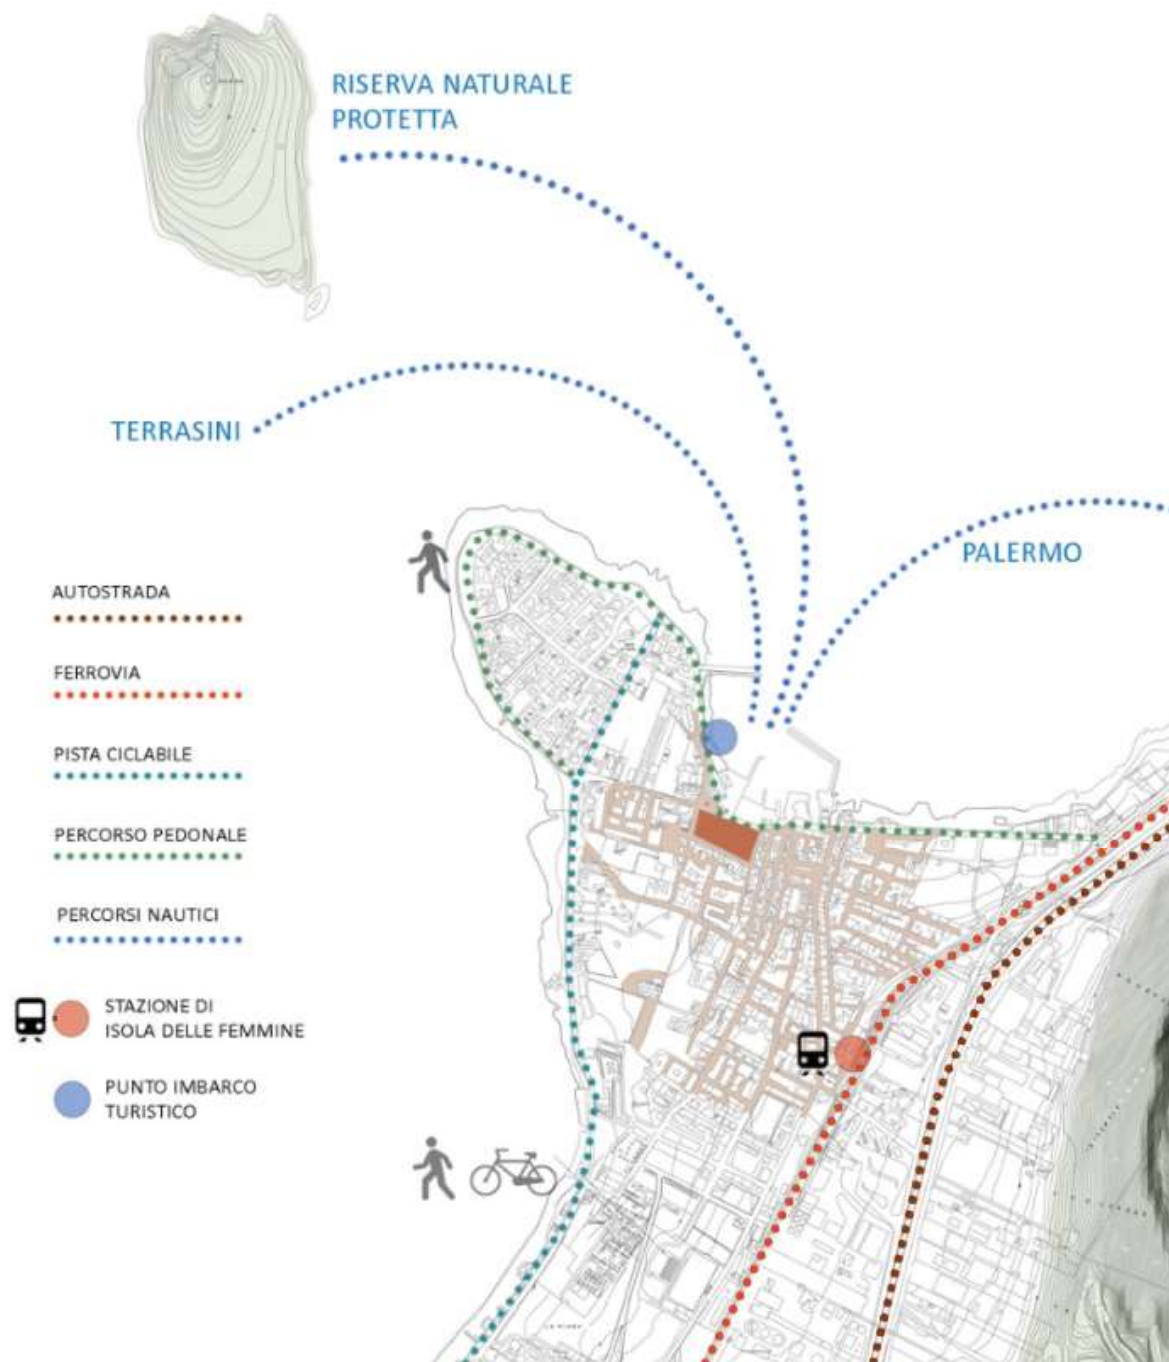 RISERVA NATURALE
PROTETTA
TERRASINI
PALERMO
AUTOSTRADA
FERROVIA
PISTA CICLABILE
PERCORSO PEDONALE
PERCORSI NAUTICI
STAZIONE DI
ISOLA DELLE FEMMINE
PUNTO IMBARCO
TURISTICO